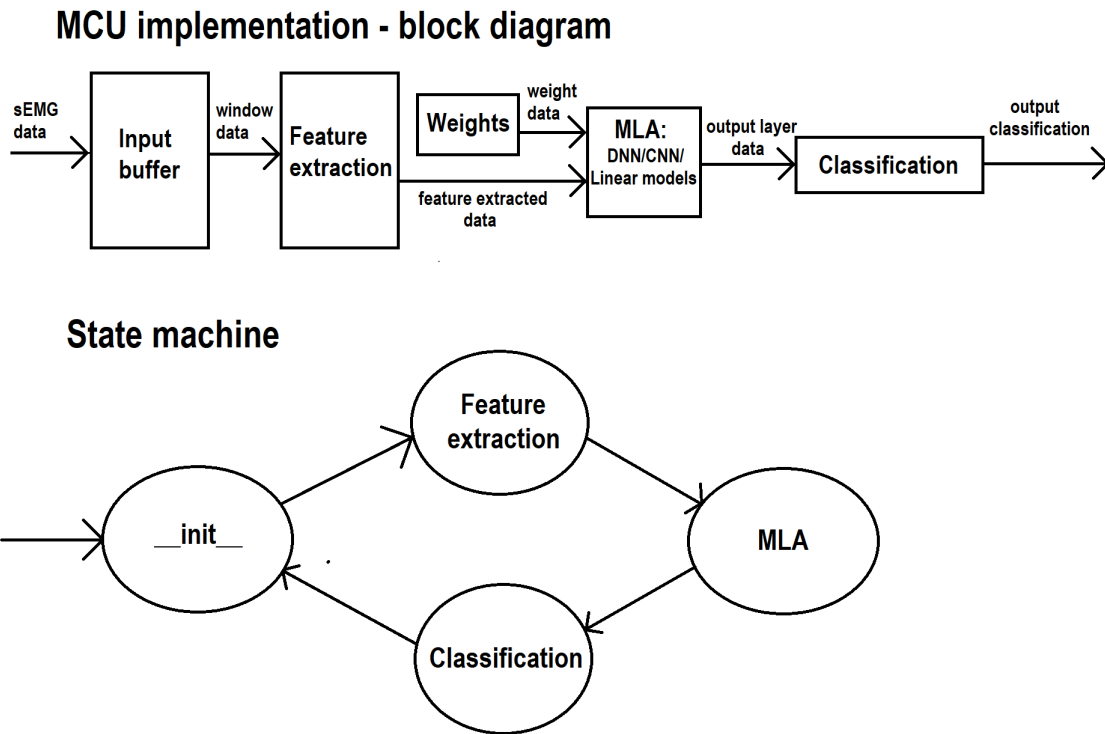 MCU implementation - block diagram
sEMG
data
Input
buffer
window
data
Feature
extraction
Weights
weight
data
feature extracted
data
MLA:
DNN/CNN/
Linear models
output layer
data
Classification
output
classification
State machine
__init__
Feature
extraction
MLA
Classification